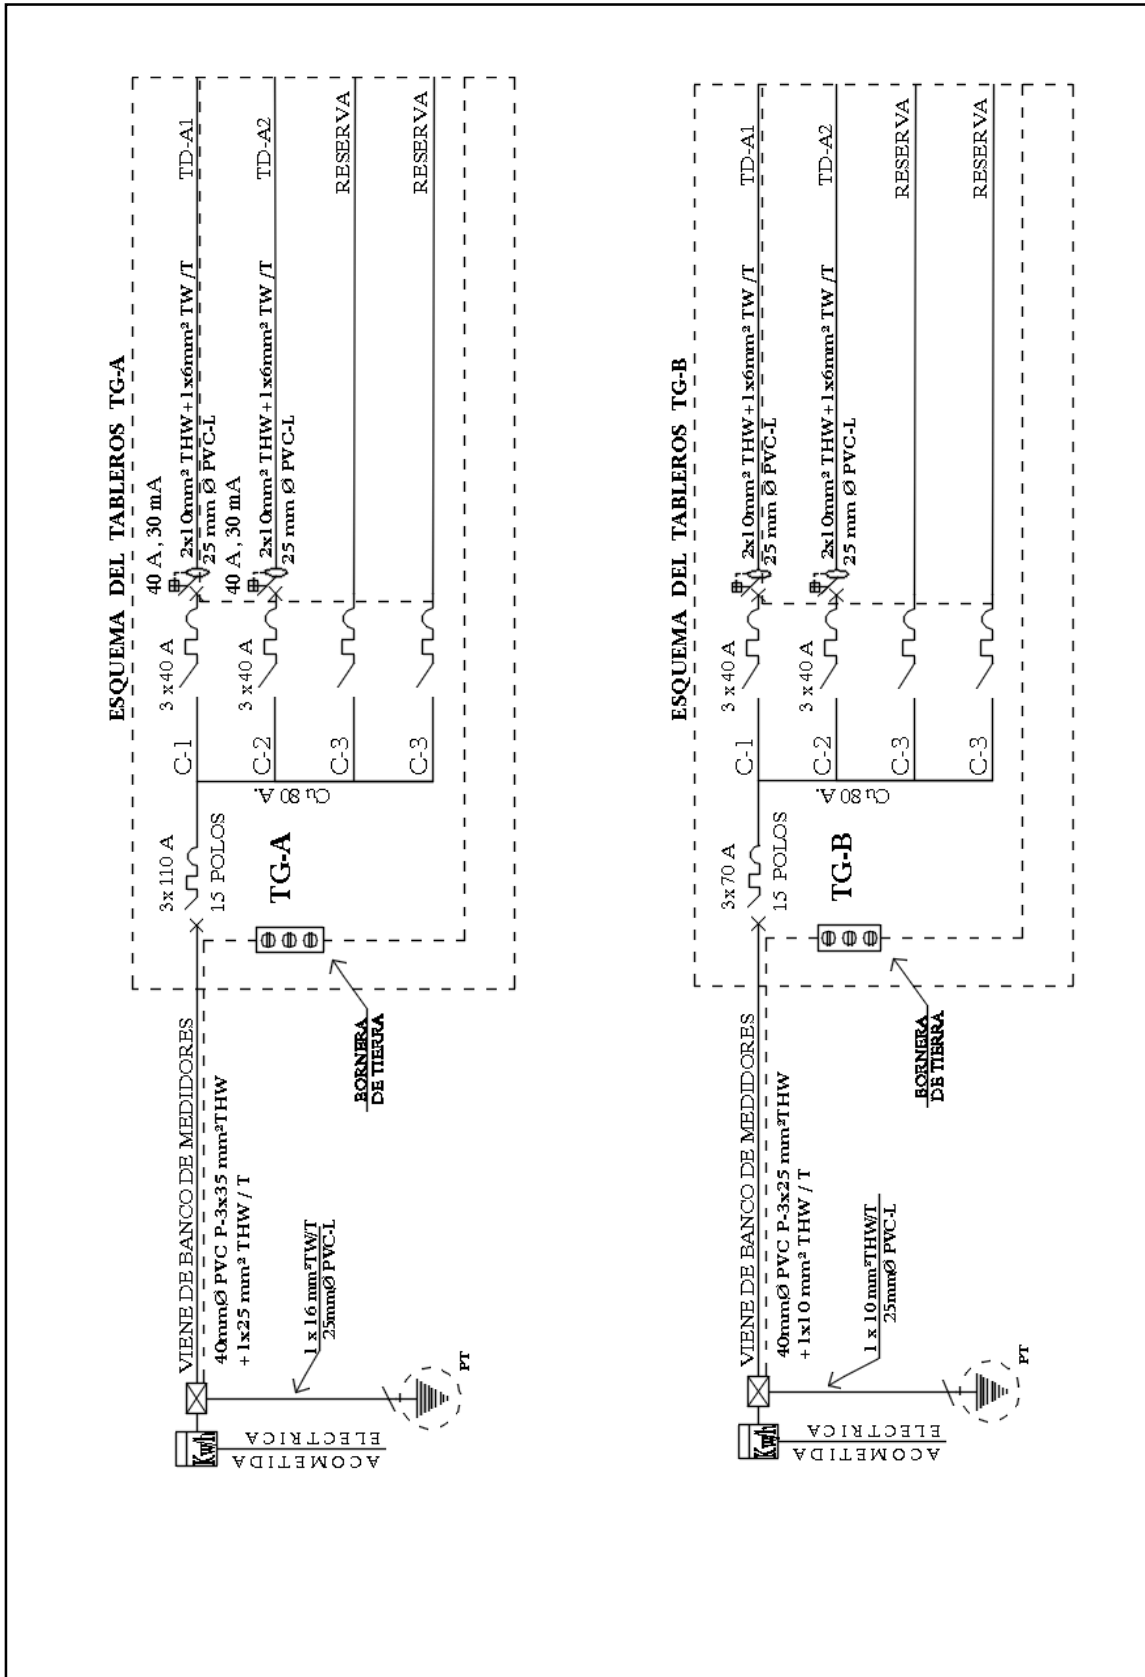 ESQUEMA DEL TABLEROS TG-A
40 A, 30 mA
3 x 40 A
C-1
2x10mm² THW+1x6mm² TW /T
25 mm Ø PVC-L
TD-A1
40 A, 30 mA
3 x 40 A
C-2
2x10mm² THW+1x6mm² TW /T
25 mm Ø PVC-L
TD-A2
C-3
RESERVA
C-3
RESERVA
Cu 80 A.
3x 110 A
15 POLOS
TG-A
VIENE DE BANCO DE MEDIDORES
40mmØ PVC P-3x35 mm²THW
+ 1x25 mm² THW / T
BORNERA
DE TIERRA
1 x 16 mm²TW/T
25mmØ PVC-L
Kwh
ACOMETIDA
ELECTRICA
PT
ESQUEMA DEL TABLEROS TG-B
3 x 40 A
C-1
2x10mm² THW+1x6mm² TW /T
25 mm Ø PVC-L
TD-A1
3 x 40 A
C-2
2x10mm² THW+1x6mm² TW /T
25 mm Ø PVC-L
TD-A2
C-3
RESERVA
C-3
RESERVA
Cu 80 A.
3x 70 A
15 POLOS
TG-B
VIENE DE BANCO DE MEDIDORES
40mmØ PVC P-3x25 mm²THW
+ 1x10 mm² THW / T
BORNERA
DE TIERRA
1 x 10 mm²THW/T
25mmØ PVC-L
Kwh
ACOMETIDA
ELECTRICA
PT